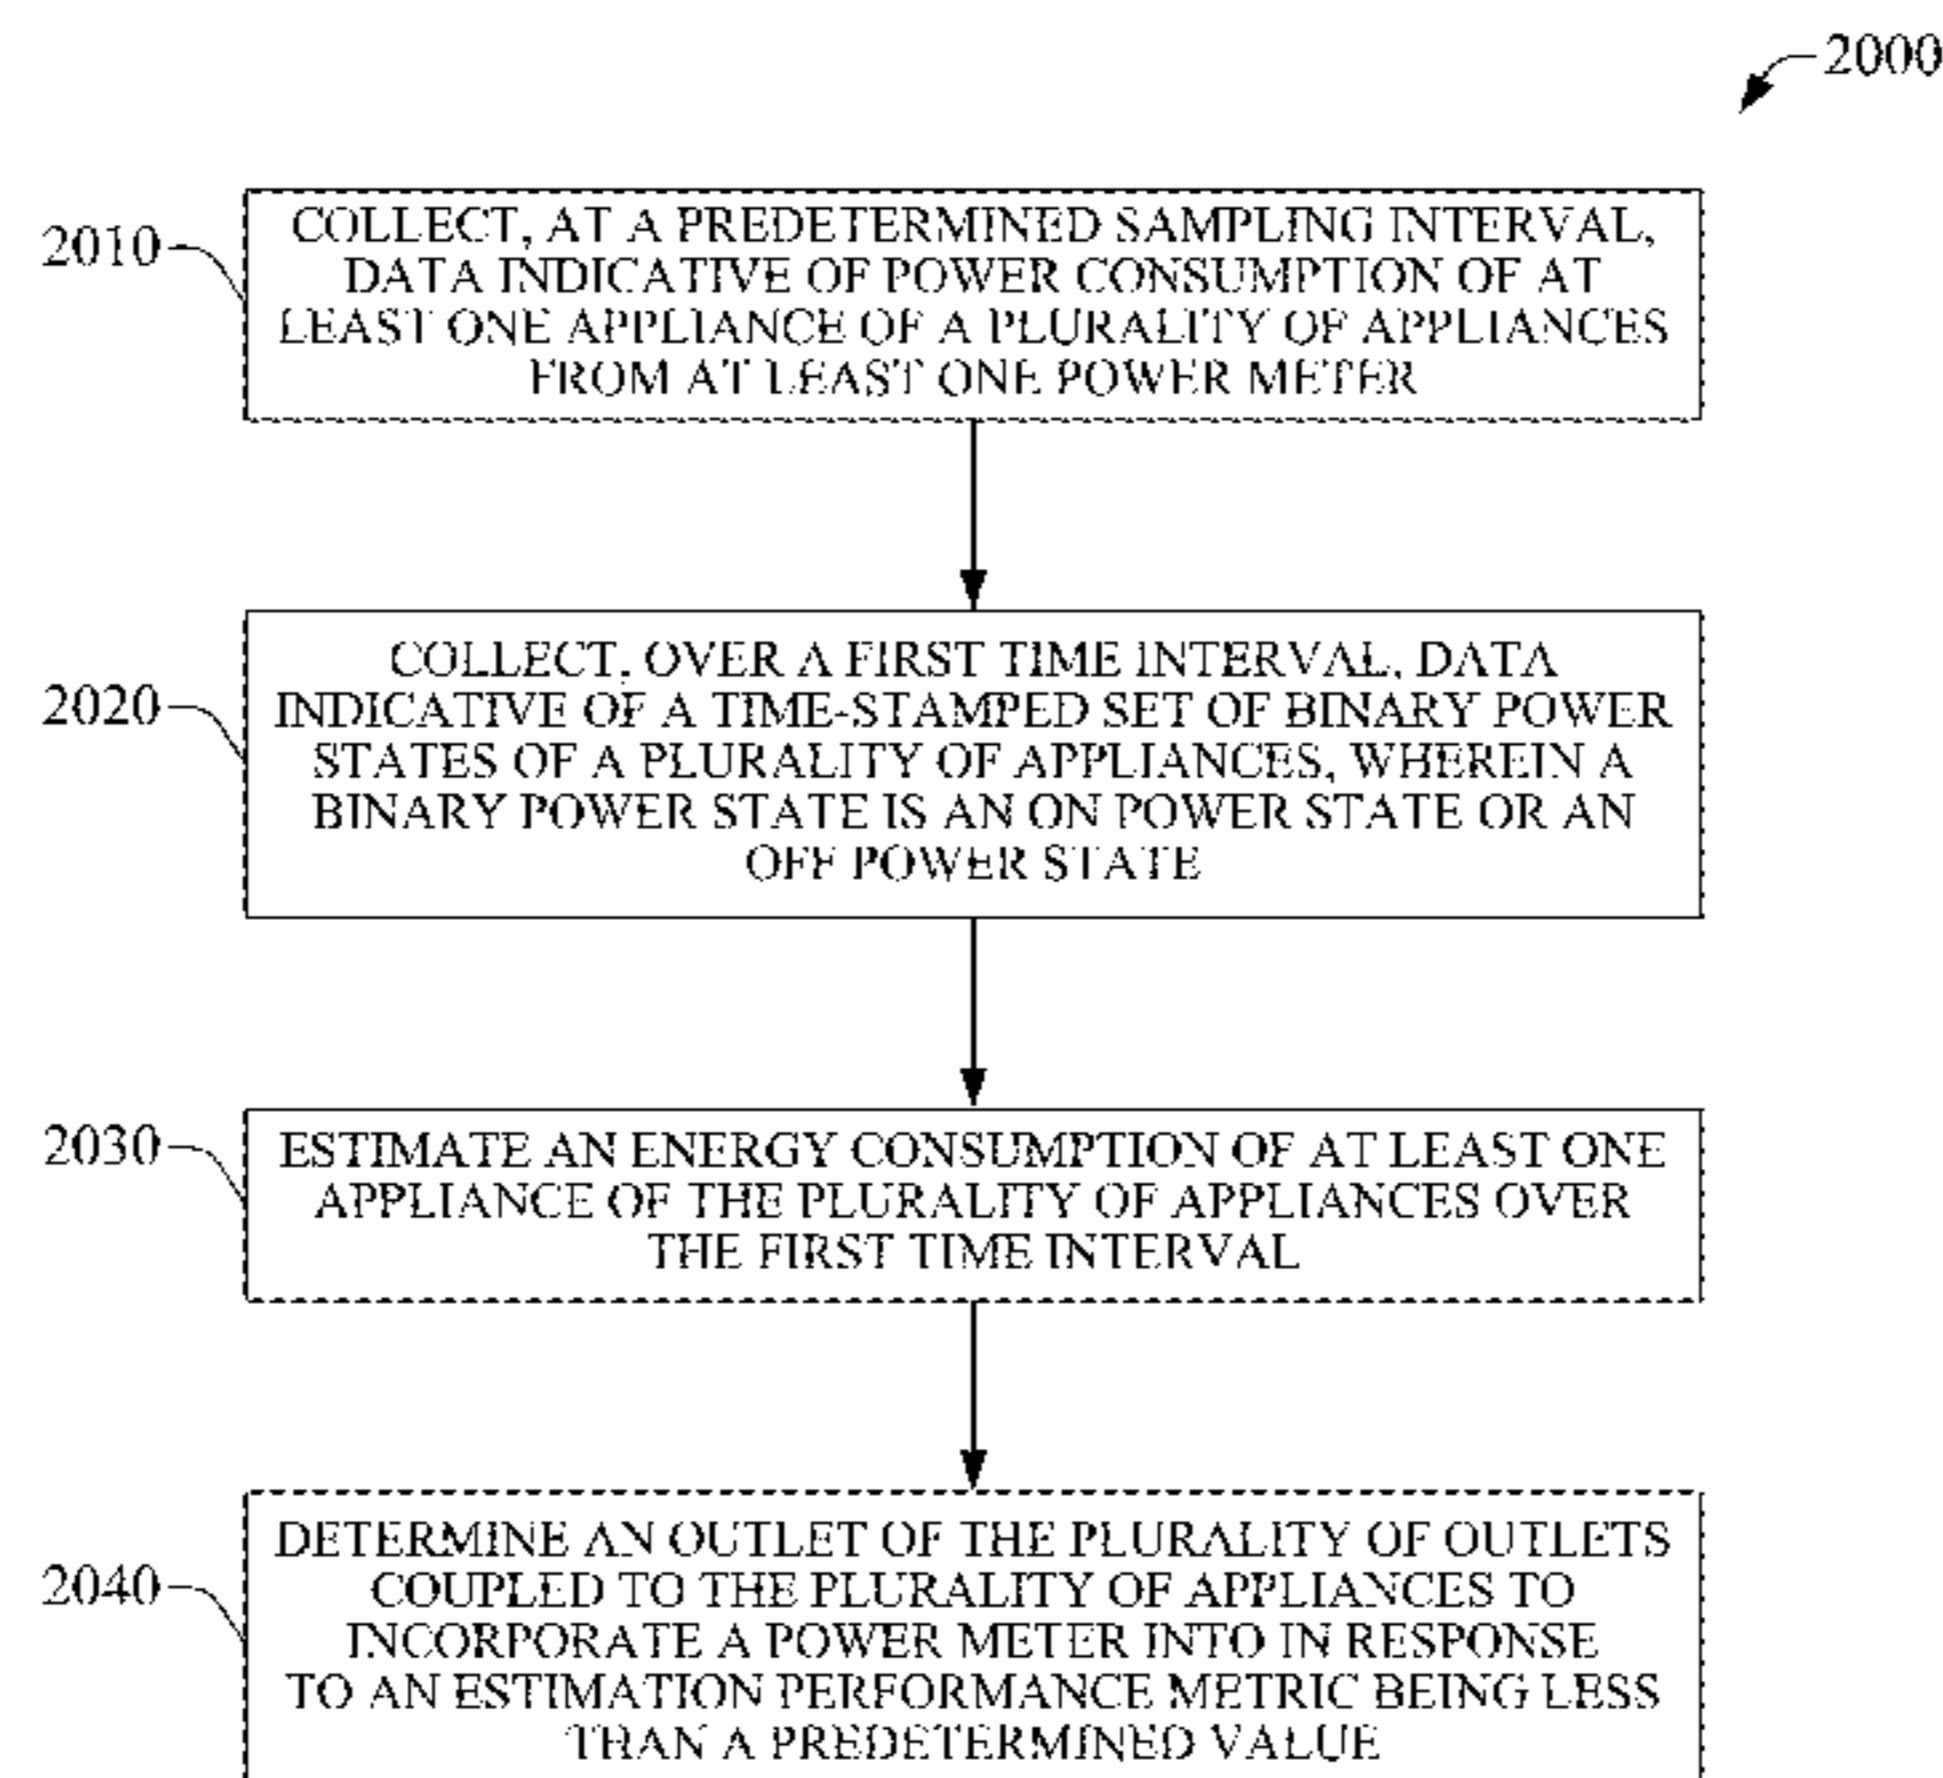 2000
2010
COLLECT, AT A PREDETERMINED SAMPLING INTERVAL,
DATA INDICATIVE OF POWER CONSUMPTION OF AT
LEAST ONE APPLIANCE OF A PLURALITY OF APPLIANCES
FROM AT LEAST ONE POWER METER
2020
COLLECT, OVER A FIRST TIME INTERVAL, DATA
INDICATIVE OF A TIME-STAMPED SET OF BINARY POWER
STATES OF A PLURALITY OF APPLIANCES, WHEREIN A
BINARY POWER STATE IS AN ON POWER STATE OR AN
OFF POWER STATE
2030
ESTIMATE AN ENERGY CONSUMPTION OF AT LEAST ONE
APPLIANCE OF THE PLURALITY OF APPLIANCES OVER
THE FIRST TIME INTERVAL
2040
DETERMINE AN OUTLET OF THE PLURALITY OF OUTLETS
COUPLED TO THE PLURALITY OF APPLIANCES TO
INCORPORATE A POWER METER INTO IN RESPONSE
TO AN ESTIMATION PERFORMANCE METRIC BEING LESS
THAN A PREDETERMINED VALUE